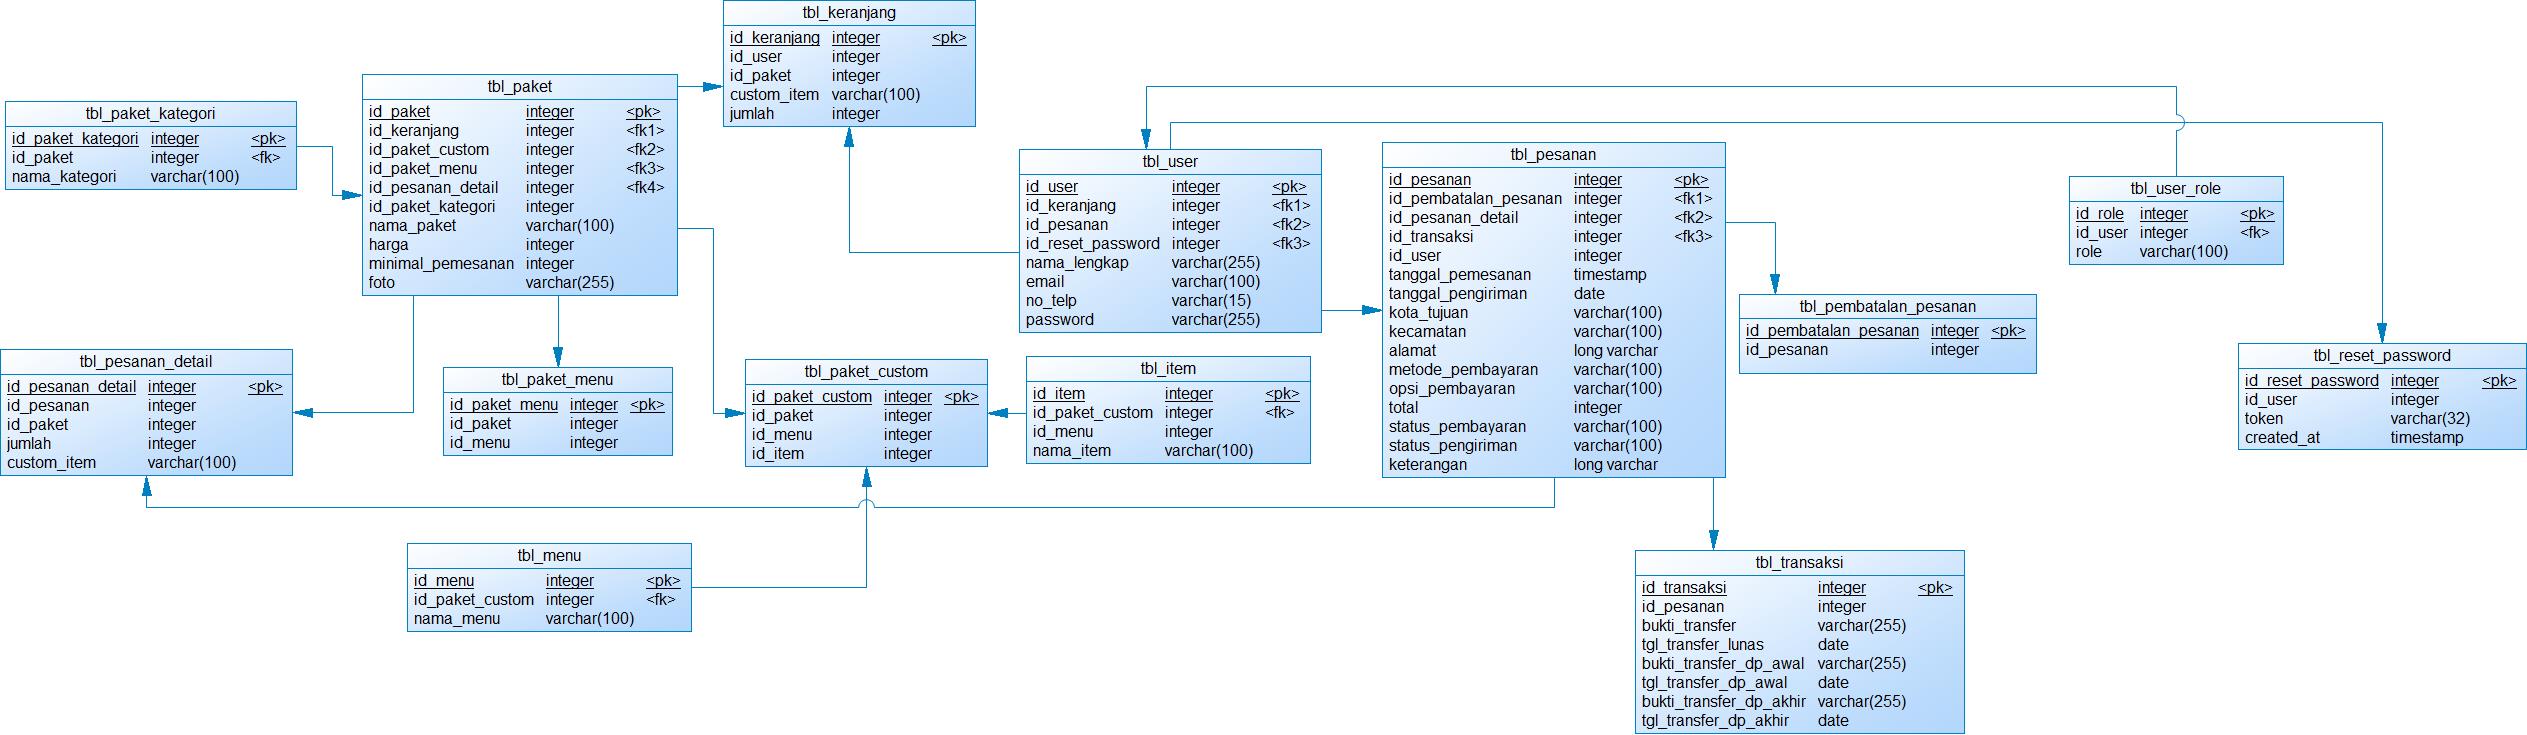 tbl_keranjang
id_keranjang integer <pk>
id_user integer
id_paket integer
custom_item varchar(100)
jumlah integer
tbl_paket
id_paket integer <pk>
id_keranjang integer <fk1>
id_paket_custom integer <fk2>
id_paket_menu integer <fk3>
id_pesanan_detail integer <fk4>
id_paket_kategori integer
nama_paket varchar(100)
harga integer
minimal_pemesanan integer
foto varchar(255)
tbl_paket_kategori
id_paket_kategori integer <pk>
id_paket integer <fk>
nama_kategori varchar(100)
tbl_user
id_user integer <pk>
id_keranjang integer <fk1>
id_pesanan integer <fk2>
id_reset_password integer <fk3>
nama_lengkap varchar(255)
email varchar(100)
no_telp varchar(15)
password varchar(255)
tbl_pesanan
id_pesanan integer <pk>
id_pembatalan_pesanan integer <fk1>
id_pesanan_detail integer <fk2>
id_transaksi integer <fk3>
id_user integer
tanggal_pemesanan timestamp
tanggal_pengiriman date
kota_tujuan varchar(100)
kecamatan varchar(100)
alamat long varchar
metode_pembayaran varchar(100)
opsi_pembayaran varchar(100)
total integer
status_pembayaran varchar(100)
status_pengiriman varchar(100)
keterangan long varchar
tbl_user_role
id_role integer <pk>
id_user integer <fk>
role varchar(100)
tbl_pembatalan_pesanan
id_pembatalan_pesanan integer <pk>
id_pesanan integer
tbl_reset_password
id_reset_password integer <pk>
id_user integer
token varchar(32)
created_at timestamp
tbl_pesanan_detail
id_pesanan_detail integer <pk>
id_pesanan integer
id_paket integer
jumlah integer
custom_item varchar(100)
tbl_paket_menu
id_paket_menu integer <pk>
id_paket integer
id_menu integer
tbl_paket_custom
id_paket_custom integer <pk>
id_paket integer
id_menu integer
id_item integer
tbl_item
id_item integer <pk>
id_paket_custom integer <fk>
id_menu integer
nama_item varchar(100)
tbl_menu
id_menu integer <pk>
id_paket_custom integer <fk>
nama_menu varchar(100)
tbl_transaksi
id_transaksi integer <pk>
id_pesanan integer
bukti_transfer varchar(255)
tgl_transfer_lunas date
bukti_transfer_dp_awal varchar(255)
tgl_transfer_dp_awal date
bukti_transfer_dp_akhir varchar(255)
tgl_transfer_dp_akhir date